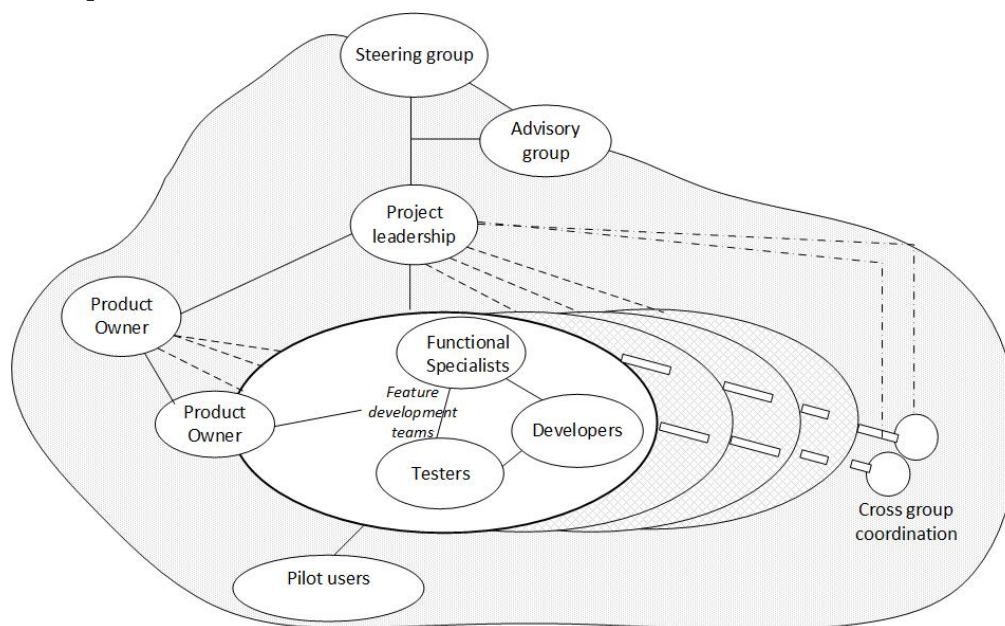 Steering group
Advisory
group
Project
leadership
Product
Owner
Functional
Specialists
Feature
development
teams
Product
Owner
Developers
Testers
Cross group
coordination
Pilot users